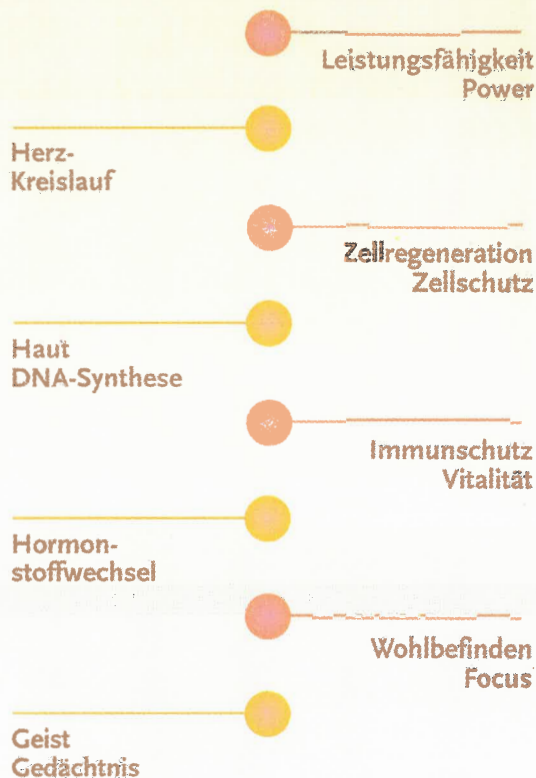 Leistungsfähigkeit
Power
Herz-
Kreislauf
Zellregeneration
Zellschutz
Haut
DNA-Synthese
Immunschutz
Vitalität
Hormon-
stoffwechsel
Wohlbefinden
Focus
Geist
Gedächtnis